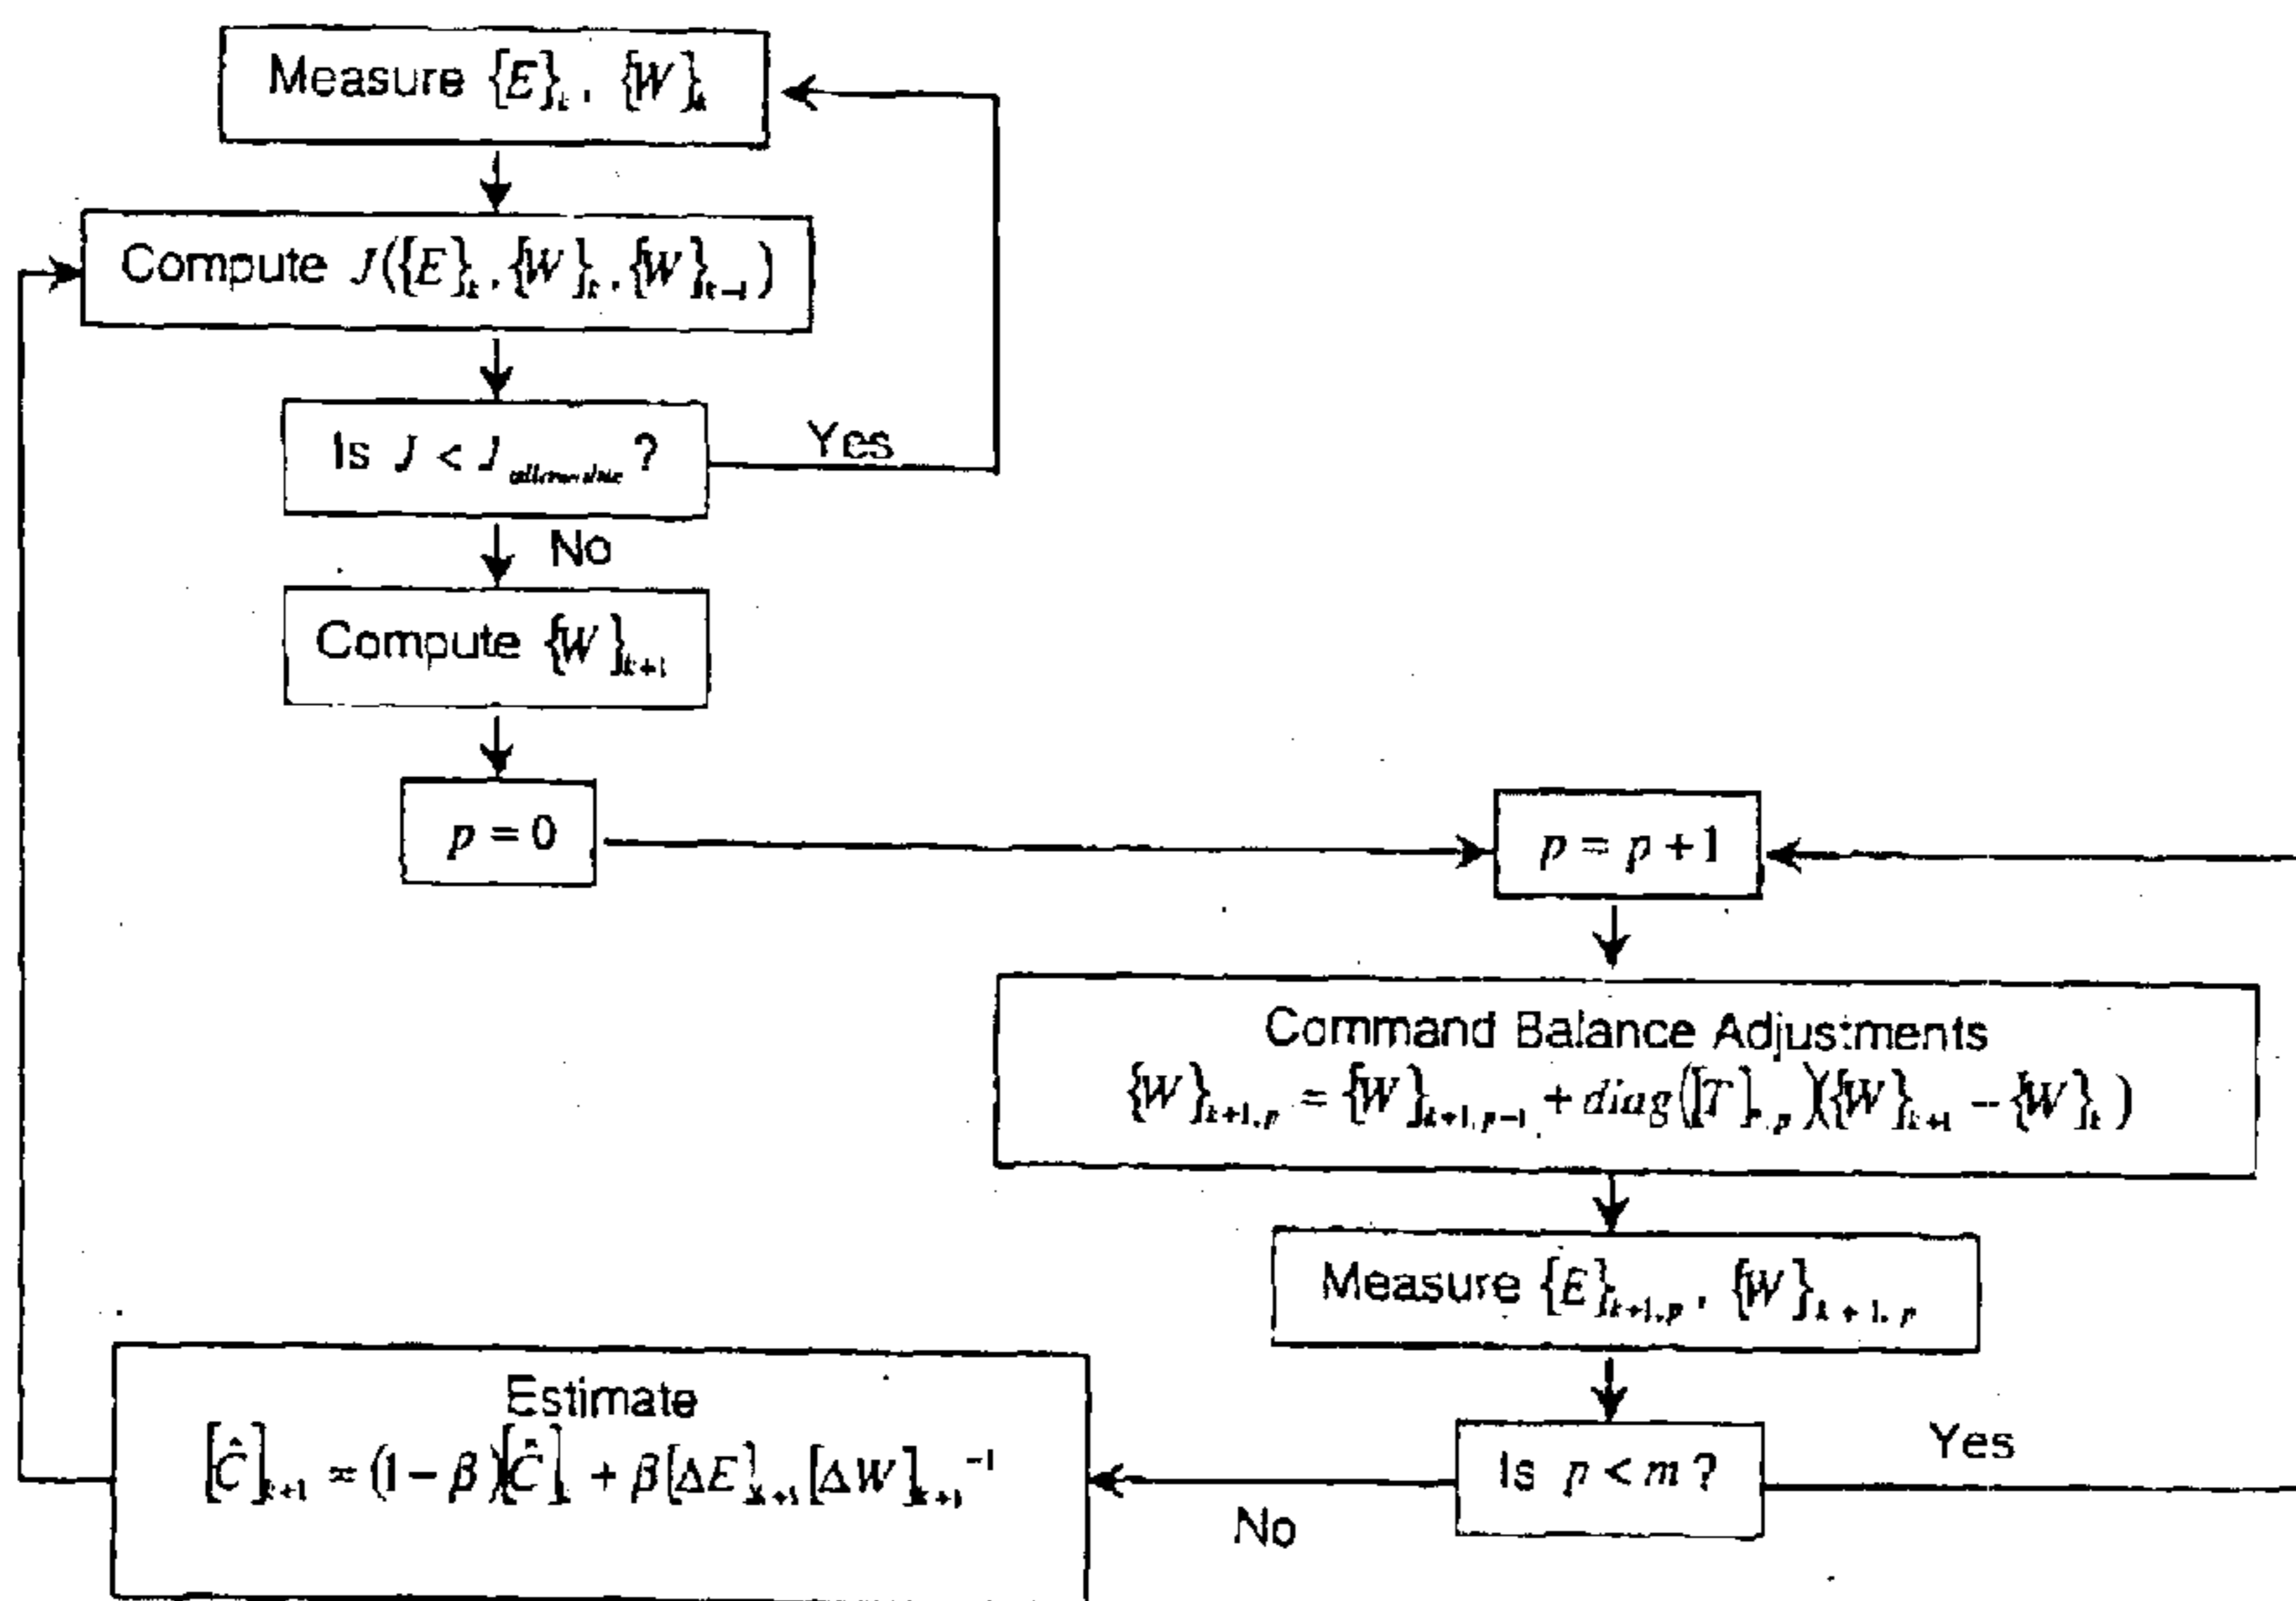 Measure {E}_k, {W}_k
Compute J({E}_k, {W}_k, {W}_{k-1})
Is J < J_allowable ?
Yes
No
Compute {W}_{k+1}
p = 0
p = p + 1
Command Balance Adjustments
{W}_{k+1,p} = {W}_{k+1,p-1} + diag([T]_{*,p})({W}_{k+1} - {W}_k)
Measure {E}_{k+1,p}, {W}_{k+1,p}
Is p < m ?
Yes
No
Estimate
[Ĉ]_{k+1} = (1 - β)[Ĉ]_k + β[ΔE]_{k+1}[ΔW]_{k+1}^{-1}